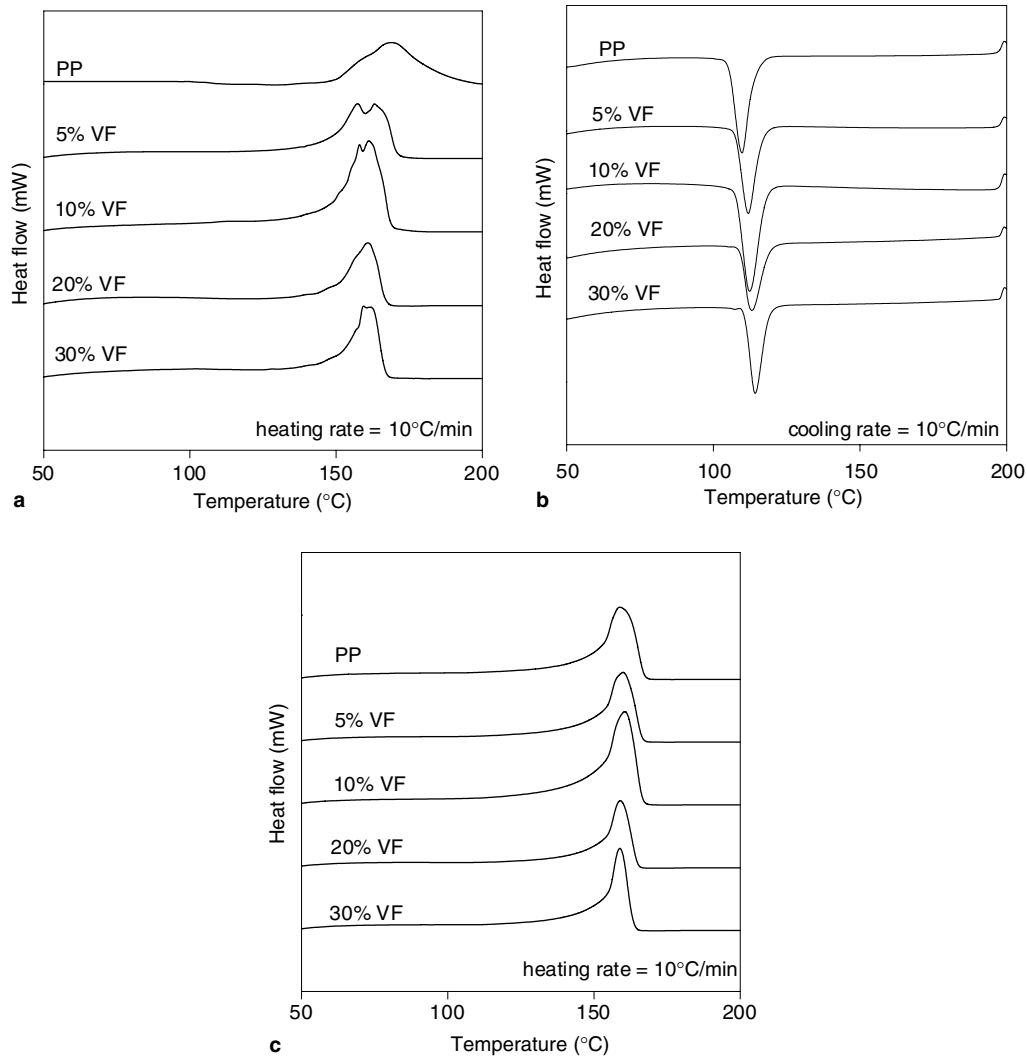 PP
5% VF
10% VF
20% VF
30% VF
heating rate = 10°C/min
Heat flow (mW)
50 100 150 200
Temperature (°C)
a
PP
5% VF
10% VF
20% VF
30% VF
cooling rate = 10°C/min
Heat flow (mW)
50 100 150 200
Temperature (°C)
b
PP
5% VF
10% VF
20% VF
30% VF
heating rate = 10°C/min
Heat flow (mW)
50 100 150 200
Temperature (°C)
c